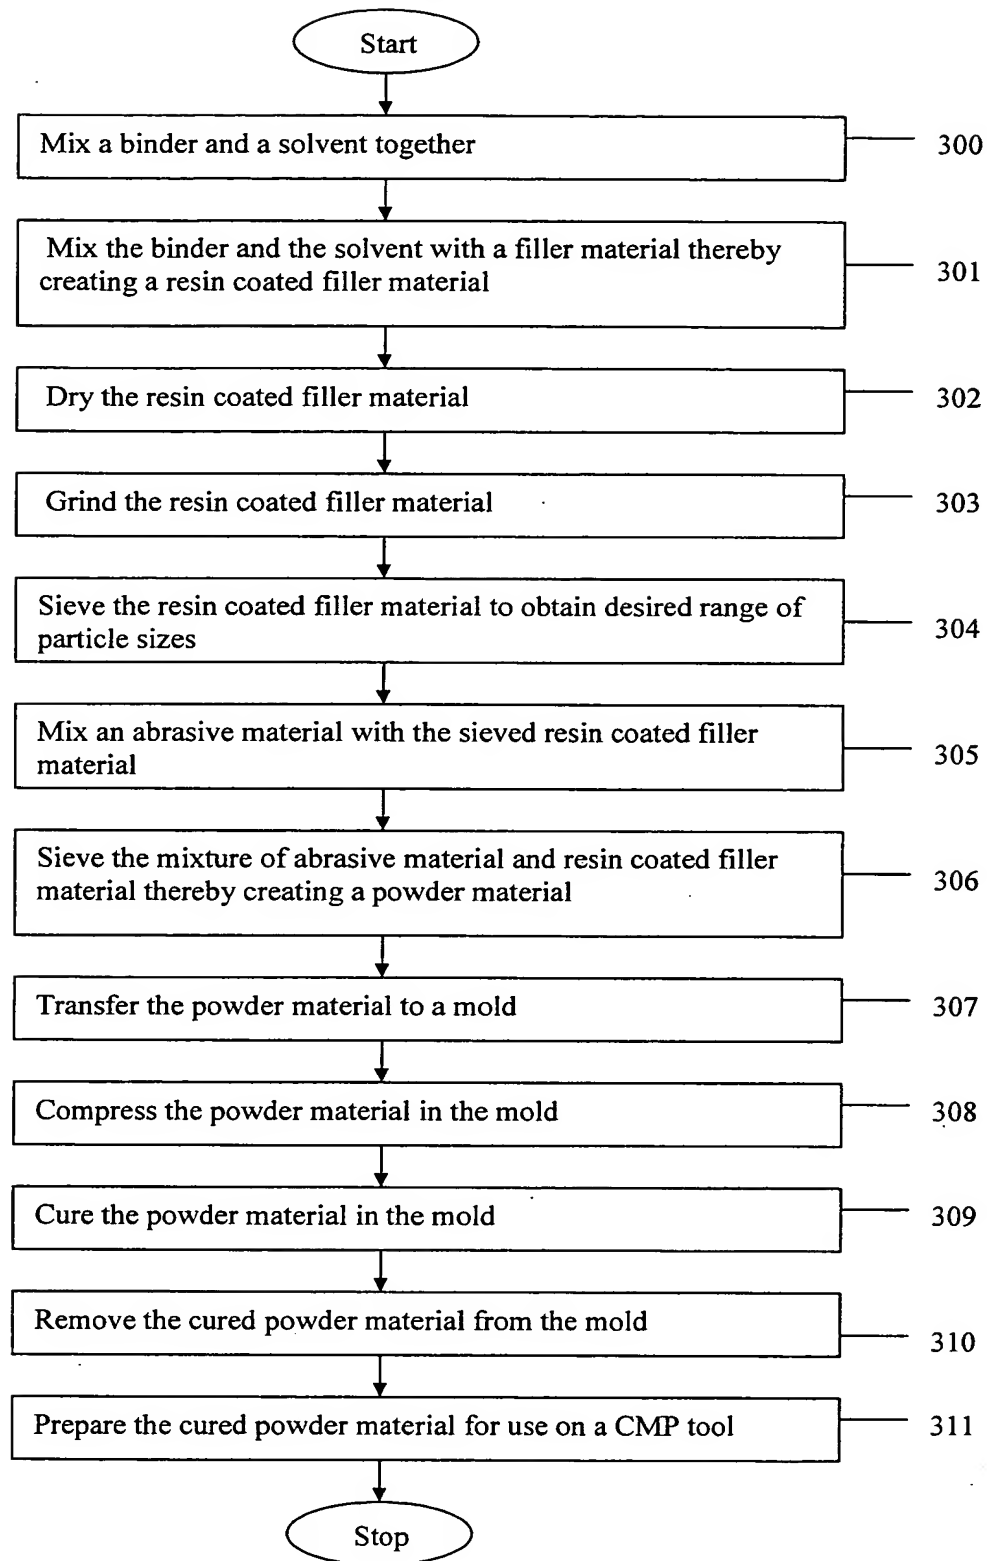 Start
Mix a binder and a solvent together
300
Mix the binder and the solvent with a filler material thereby
creating a resin coated filler material
301
Dry the resin coated filler material
302
Grind the resin coated filler material
303
Sieve the resin coated filler material to obtain desired range of
particle sizes
304
Mix an abrasive material with the sieved resin coated filler
material
305
Sieve the mixture of abrasive material and resin coated filler
material thereby creating a powder material
306
Transfer the powder material to a mold
307
Compress the powder material in the mold
308
Cure the powder material in the mold
309
Remove the cured powder material from the mold
310
Prepare the cured powder material for use on a CMP tool
311
Stop